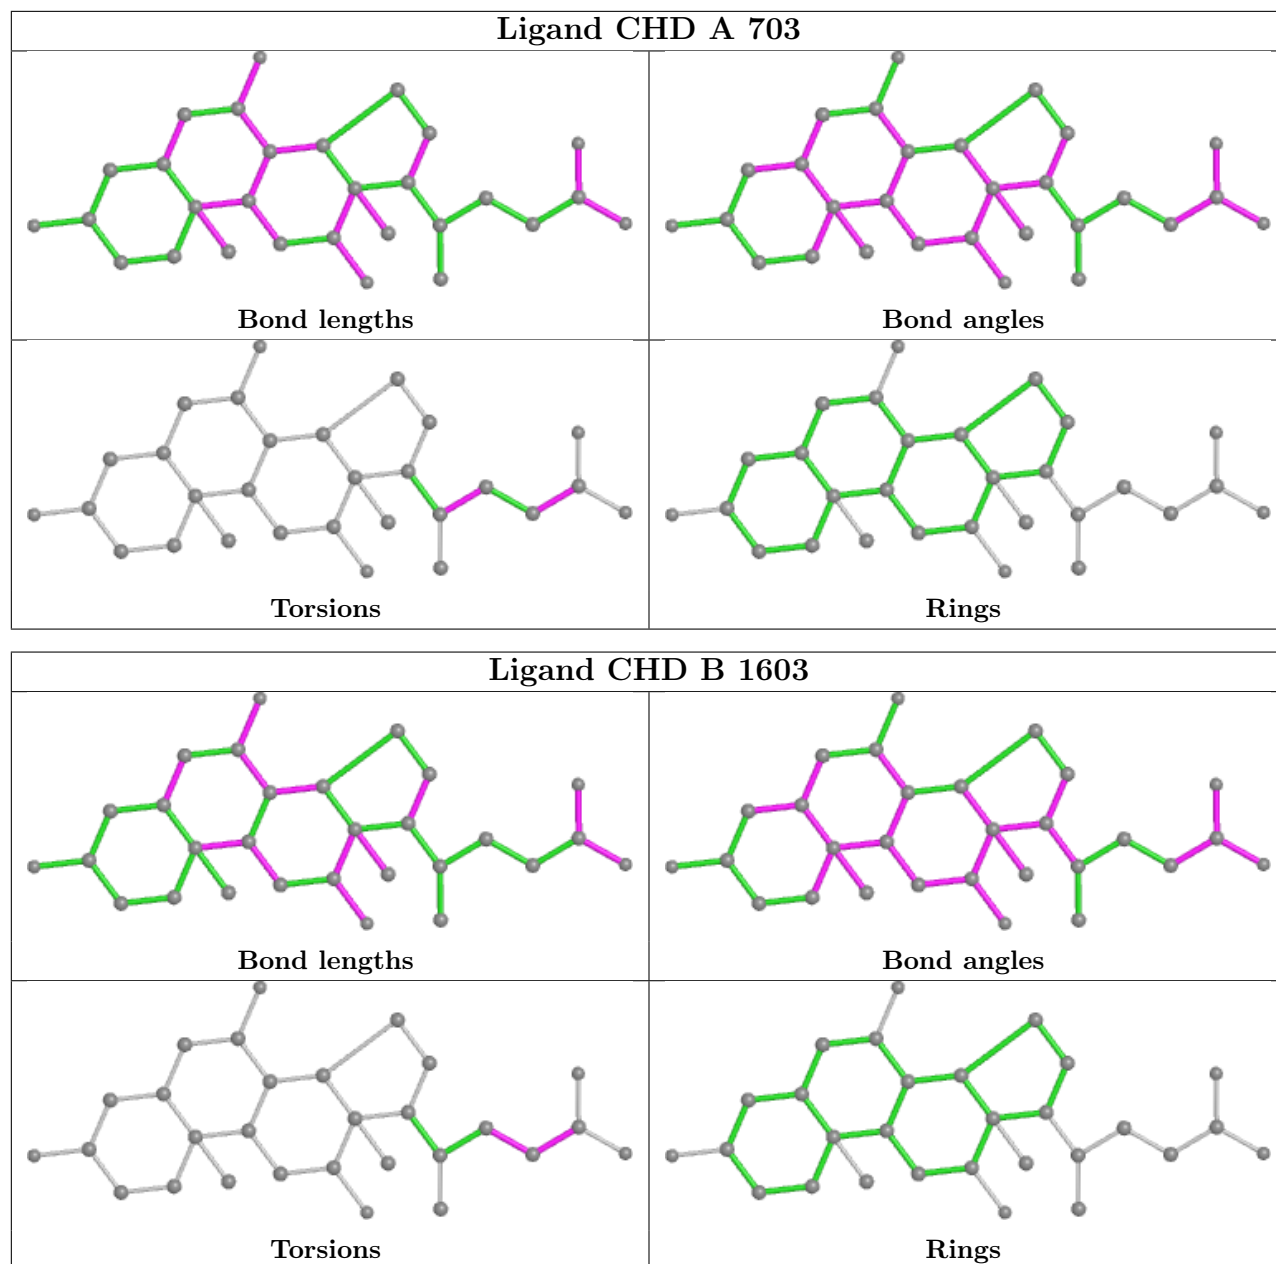 Ligand CHD A 703
Bond lengths
Bond angles
Torsions
Rings
Ligand CHD B 1603
Bond lengths
Bond angles
Torsions
Rings